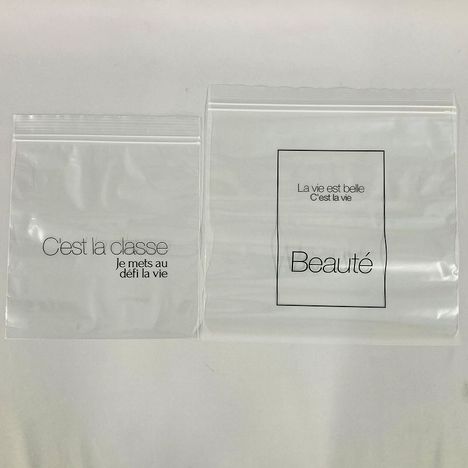 C'est la classe
Je mets au
défi la vie
La vie est belle
C'est la vie
Beauté